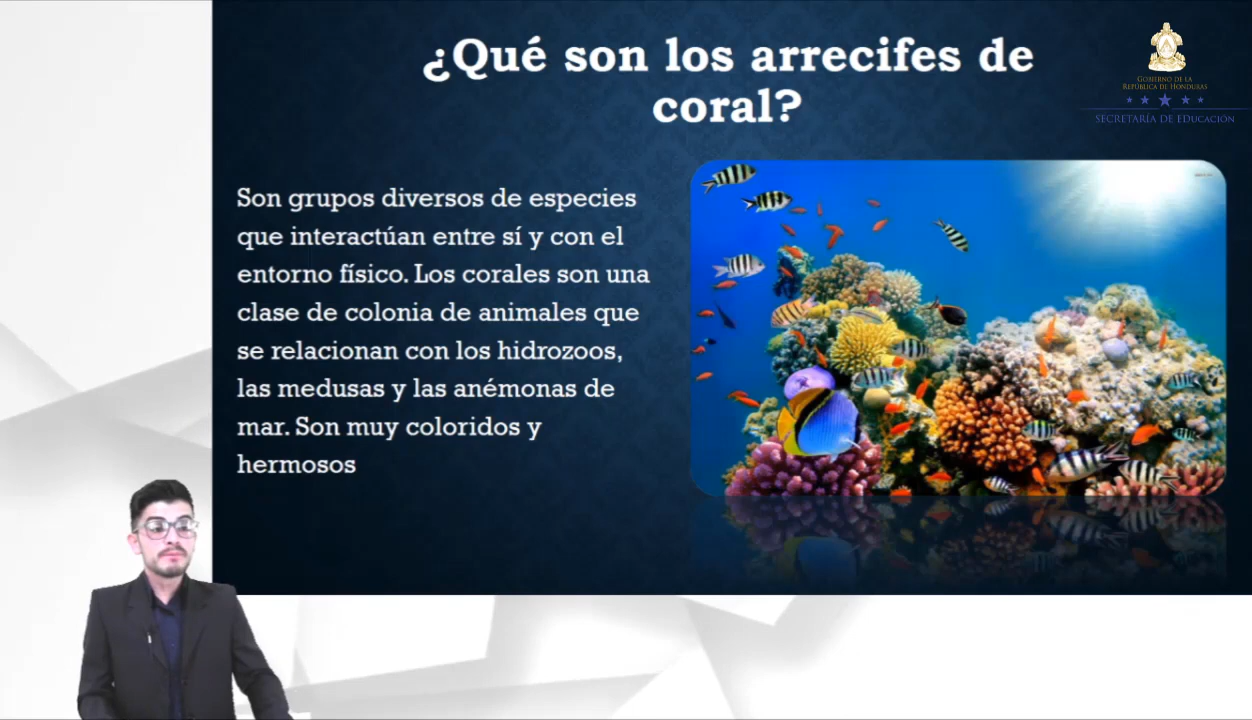 ¿Qué son los arrecifes de
coral?
GOBIERNO DE LA
REPÚBLICA DE HONDURAS
SECRETARÍA DE EDUCACIÓN
Son grupos diversos de especies
que interactúan entre sí y con el
entorno físico. Los corales son una
clase de colonia de animales que
se relacionan con los hidrozoos,
las medusas y las anémonas de
mar. Son muy coloridos y
hermosos